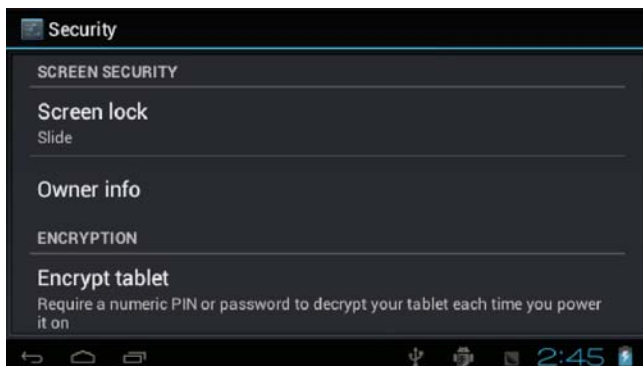 Security
SCREEN SECURITY
Screen lock
Slide
Owner info
ENCRYPTION
Encrypt tablet
Require a numeric PIN or password to decrypt your tablet each time you power
it on
2:45